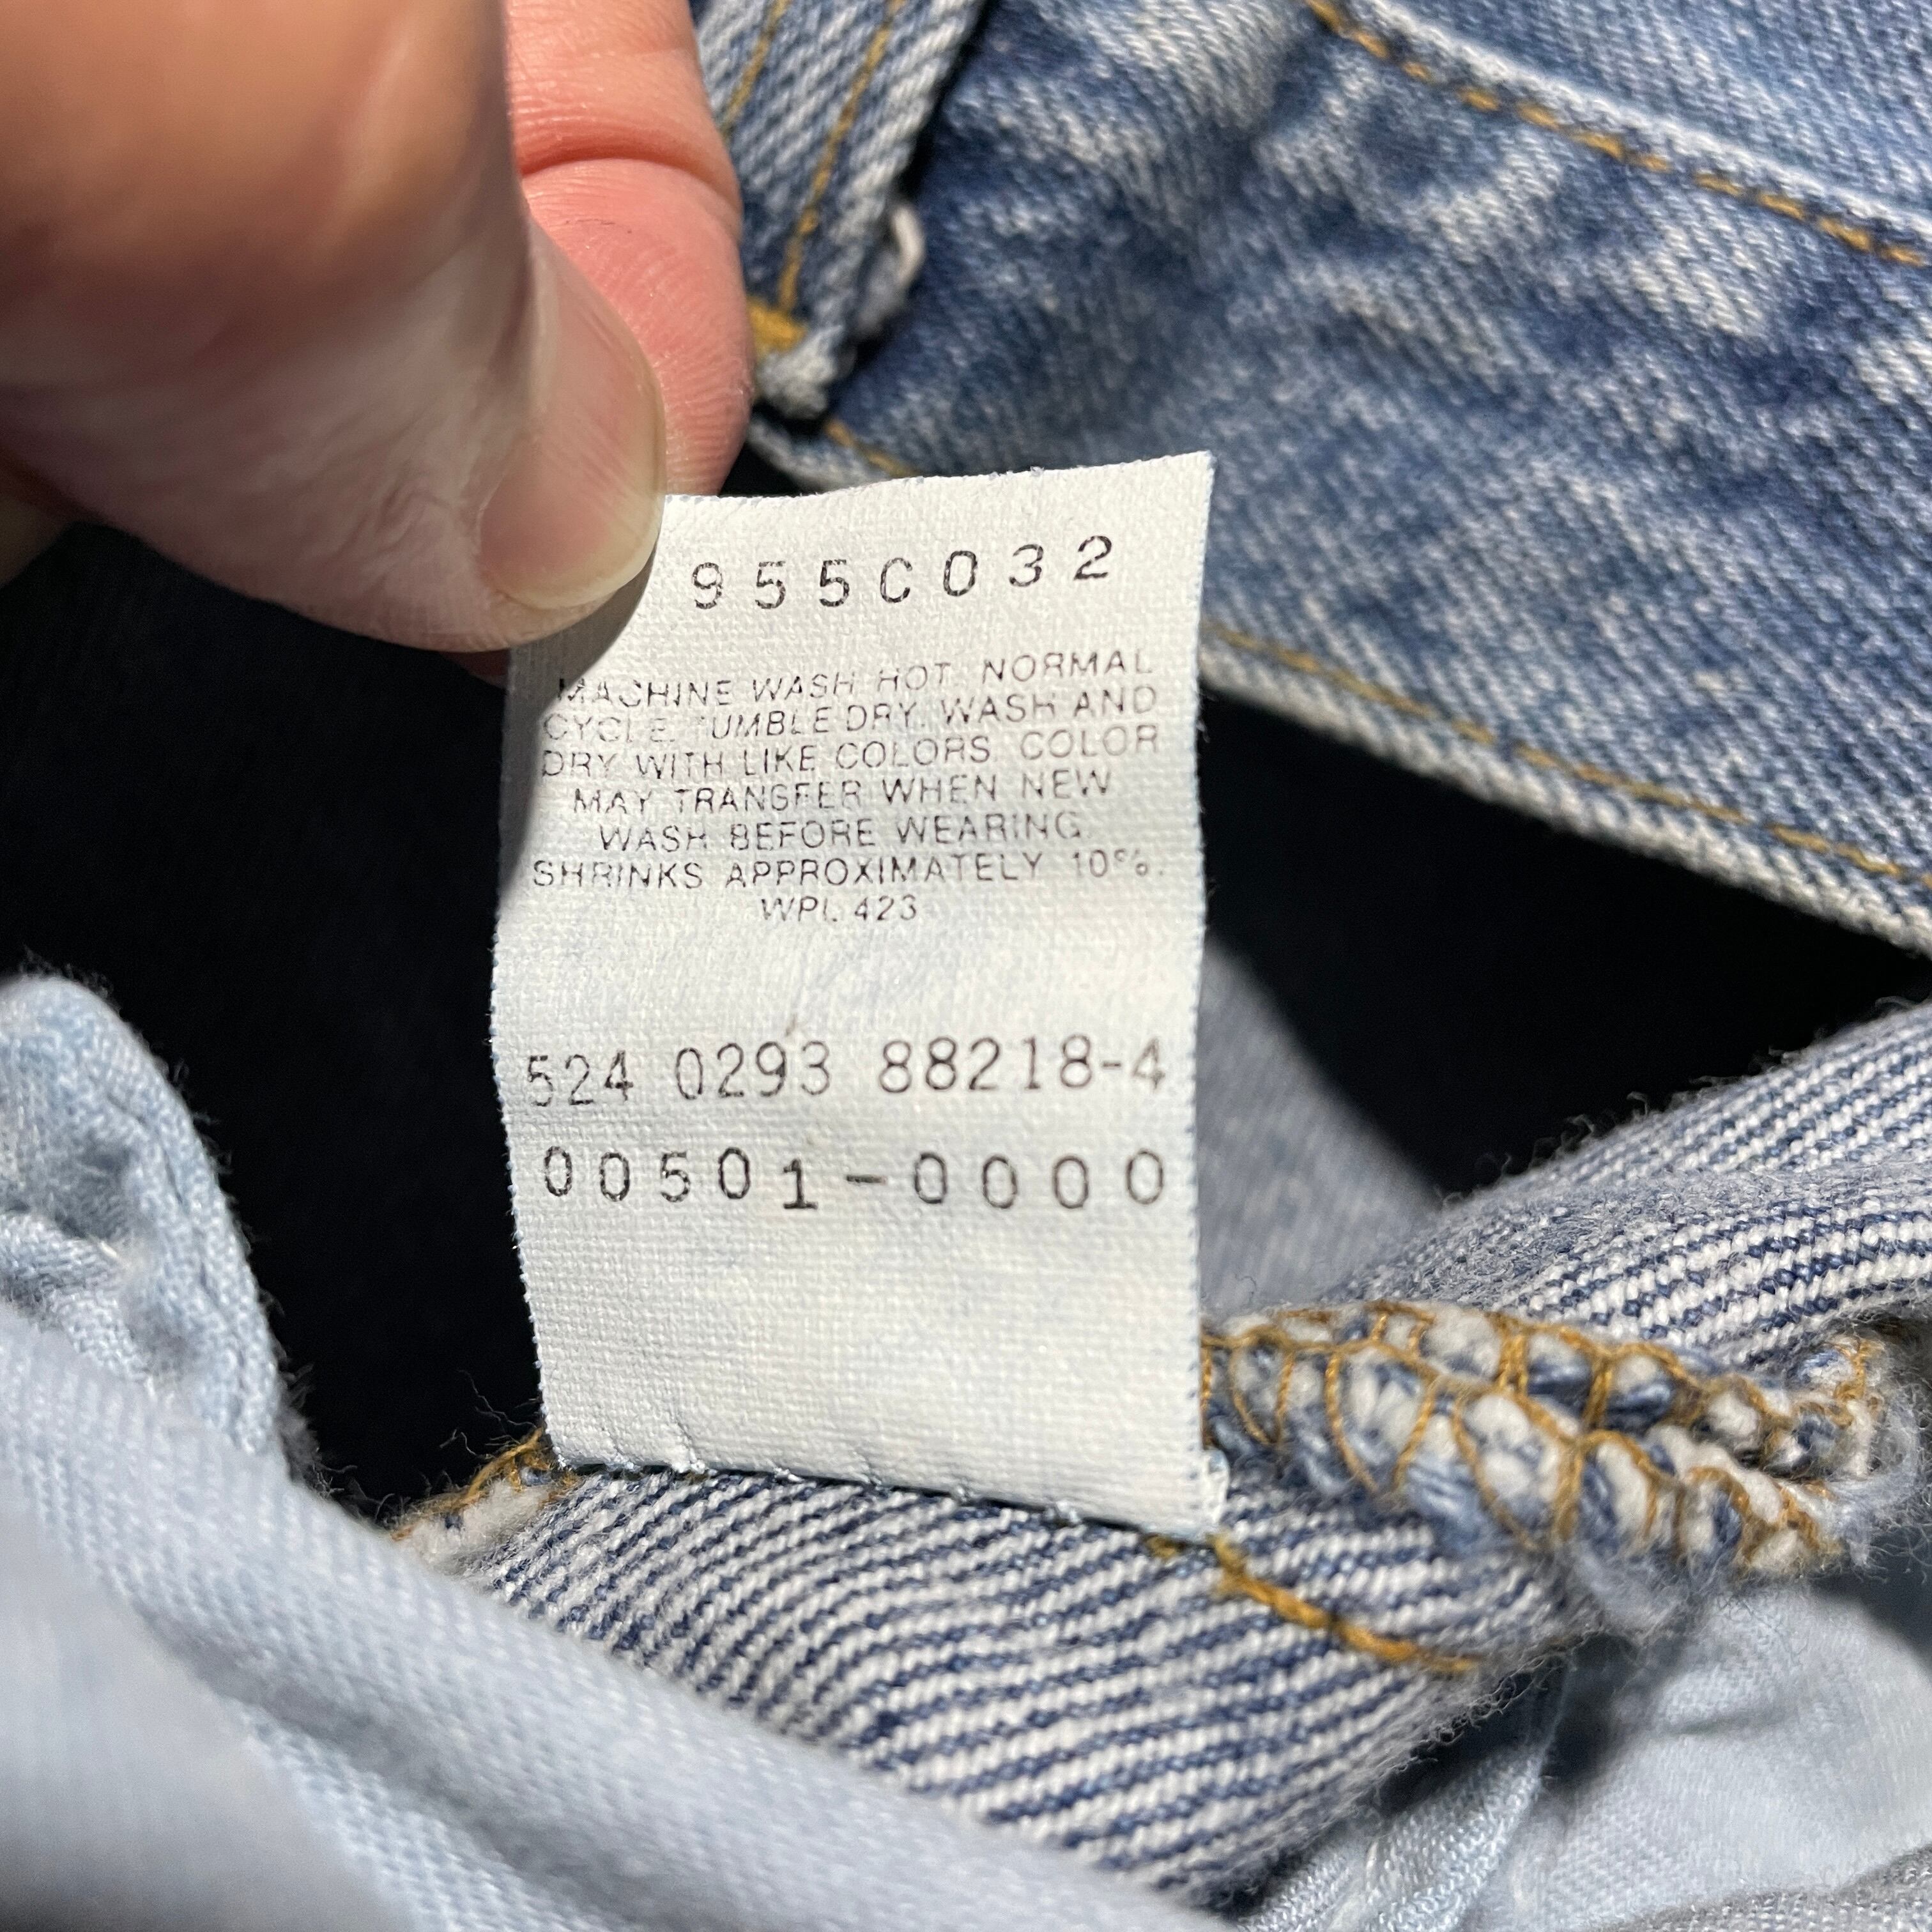 955C032
MACHINE WASH HOT. NORMAL
CYCLE. TUMBLE DRY. WASH AND
DRY WITH LIKE COLORS. COLOR
MAY TRANSFER WHEN NEW
WASH BEFORE WEARING.
SHRINKS APPROXIMATELY 10%.
WPL 423
524 0293 88218-4
00501-0000